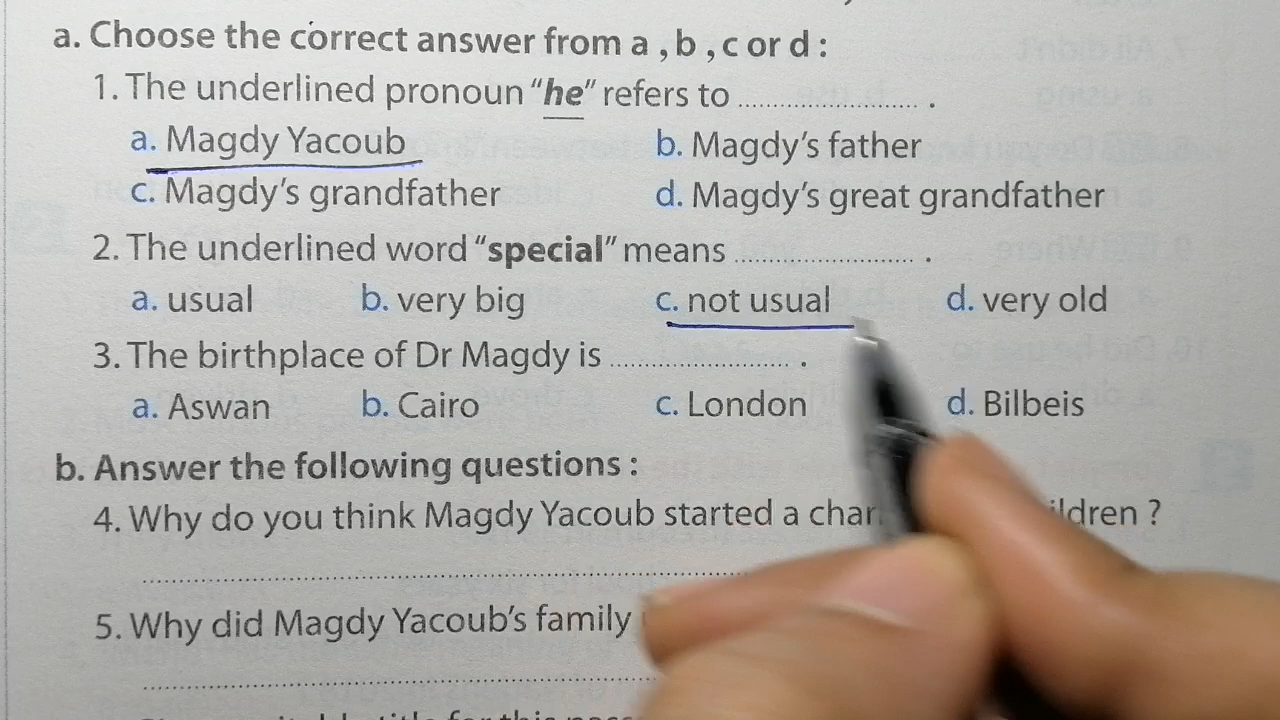 a. Choose the correct answer from a , b , c or d :
1. The underlined pronoun "he" refers to .................... .
a. Magdy Yacoub b. Magdy's father
c. Magdy's grandfather d. Magdy's great grandfather
2. The underlined word "special" means .................... .
a. usual b. very big c. not usual d. very old
3. The birthplace of Dr Magdy is .................... .
a. Aswan b. Cairo c. London d. Bilbeis
b. Answer the following questions :
4. Why do you think Magdy Yacoub started a ?
5. Why did Magdy Yacoub's family